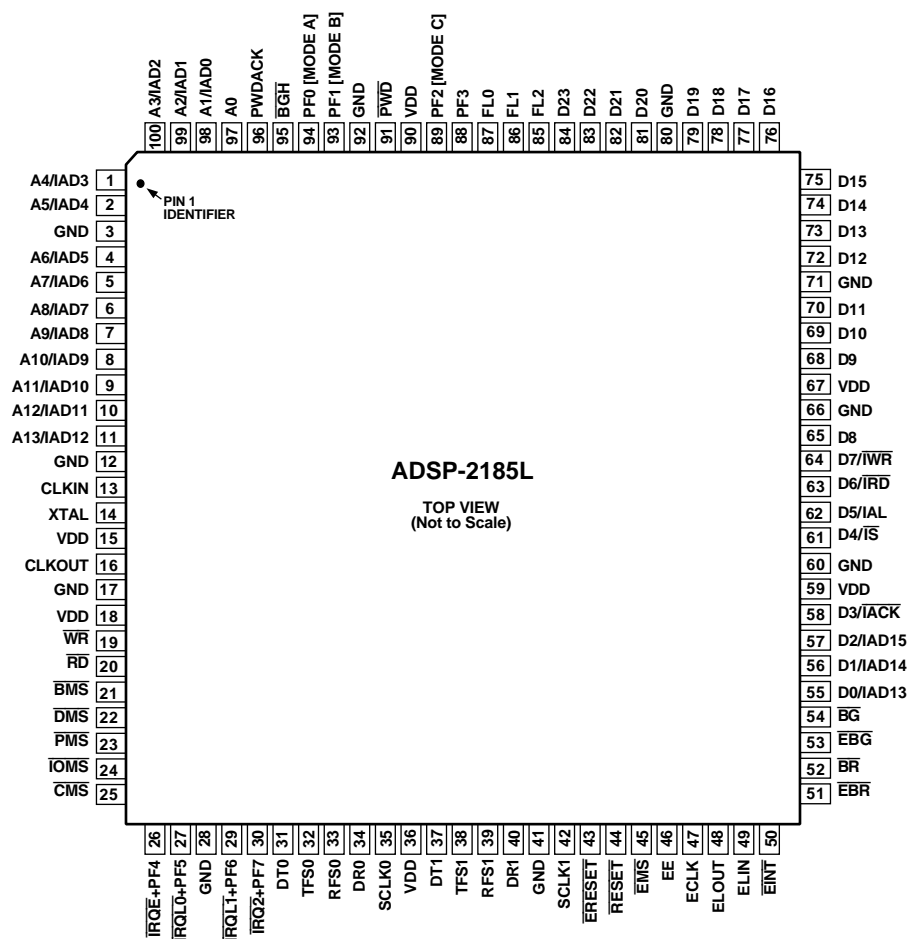 A3/IAD2
A2/IAD1
A1/IAD0
A0
PWDACK
BGH
PF0 [MODE A]
PF1 [MODE B]
GND
PWD
VDD
PF2 [MODE C]
PF3
FL0
FL1
FL2
D23
D22
D21
D20
GND
D19
D18
D17
D16
100 99 98 97 96 95 94 93 92 91 90 89 88 87 86 85 84 83 82 81 80 79 78 77 76
A4/IAD3 1
A5/IAD4 2
GND 3
A6/IAD5 4
A7/IAD6 5
A8/IAD7 6
A9/IAD8 7
A10/IAD9 8
A11/IAD10 9
A12/IAD11 10
A13/IAD12 11
GND 12
CLKIN 13
XTAL 14
VDD 15
CLKOUT 16
GND 17
VDD 18
WR 19
RD 20
BMS 21
DMS 22
PMS 23
IOMS 24
CMS 25
PIN 1
IDENTIFIER
ADSP-2185L
TOP VIEW
(Not to Scale)
75 D15
74 D14
73 D13
72 D12
71 GND
70 D11
69 D10
68 D9
67 VDD
66 GND
65 D8
64 D7/IWR
63 D6/IRD
62 D5/IAL
61 D4/IS
60 GND
59 VDD
58 D3/IACK
57 D2/IAD15
56 D1/IAD14
55 D0/IAD13
54 BG
53 EBG
52 BR
51 EBR
26 27 28 29 30 31 32 33 34 35 36 37 38 39 40 41 42 43 44 45 46 47 48 49 50
IRQE+PF4
IRQL0+PF5
GND
IRQL1+PF6
IRQ2+PF7
DT0
TFS0
RFS0
DR0
SCLK0
VDD
DT1
TFS1
RFS1
DR1
GND
SCLK1
ERESET
RESET
EMS
EE
ECLK
ELOUT
ELIN
EINT